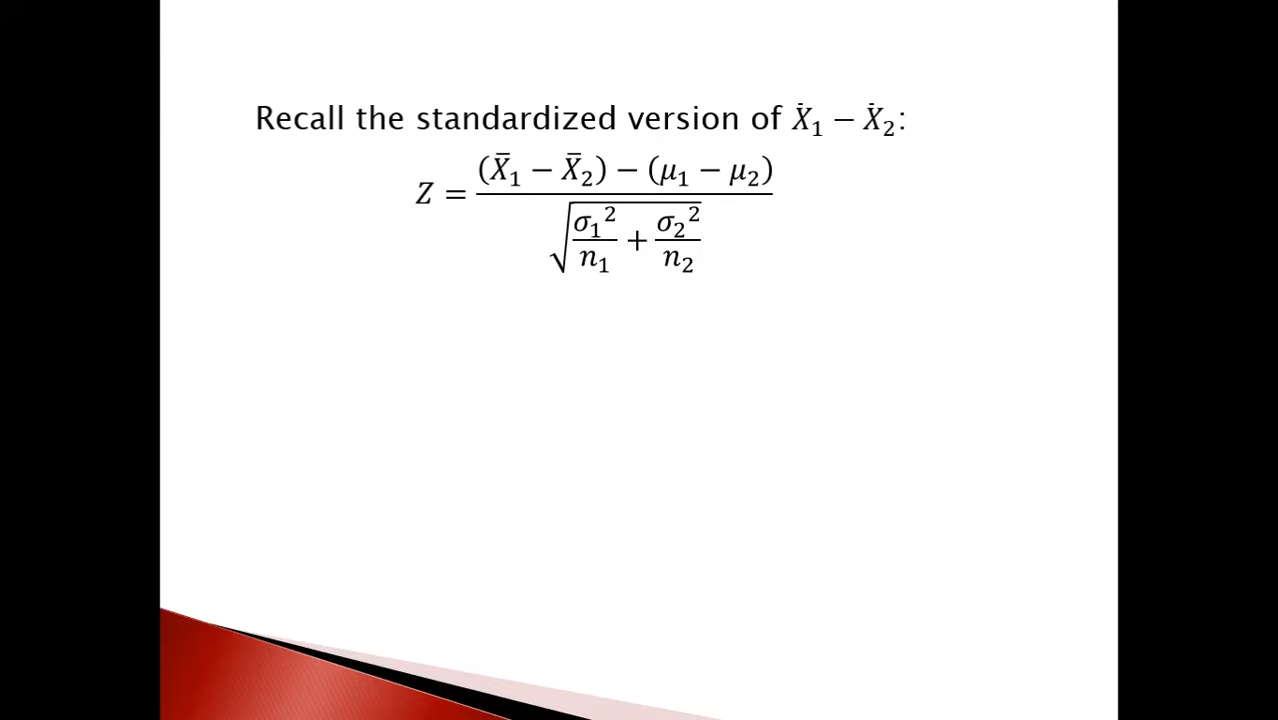 Recall the standardized version of Ẋ₁ − Ẋ₂:
Z = ((X̄₁ − X̄₂) − (μ₁ − μ₂)) / √(σ₁²/n₁ + σ₂²/n₂)